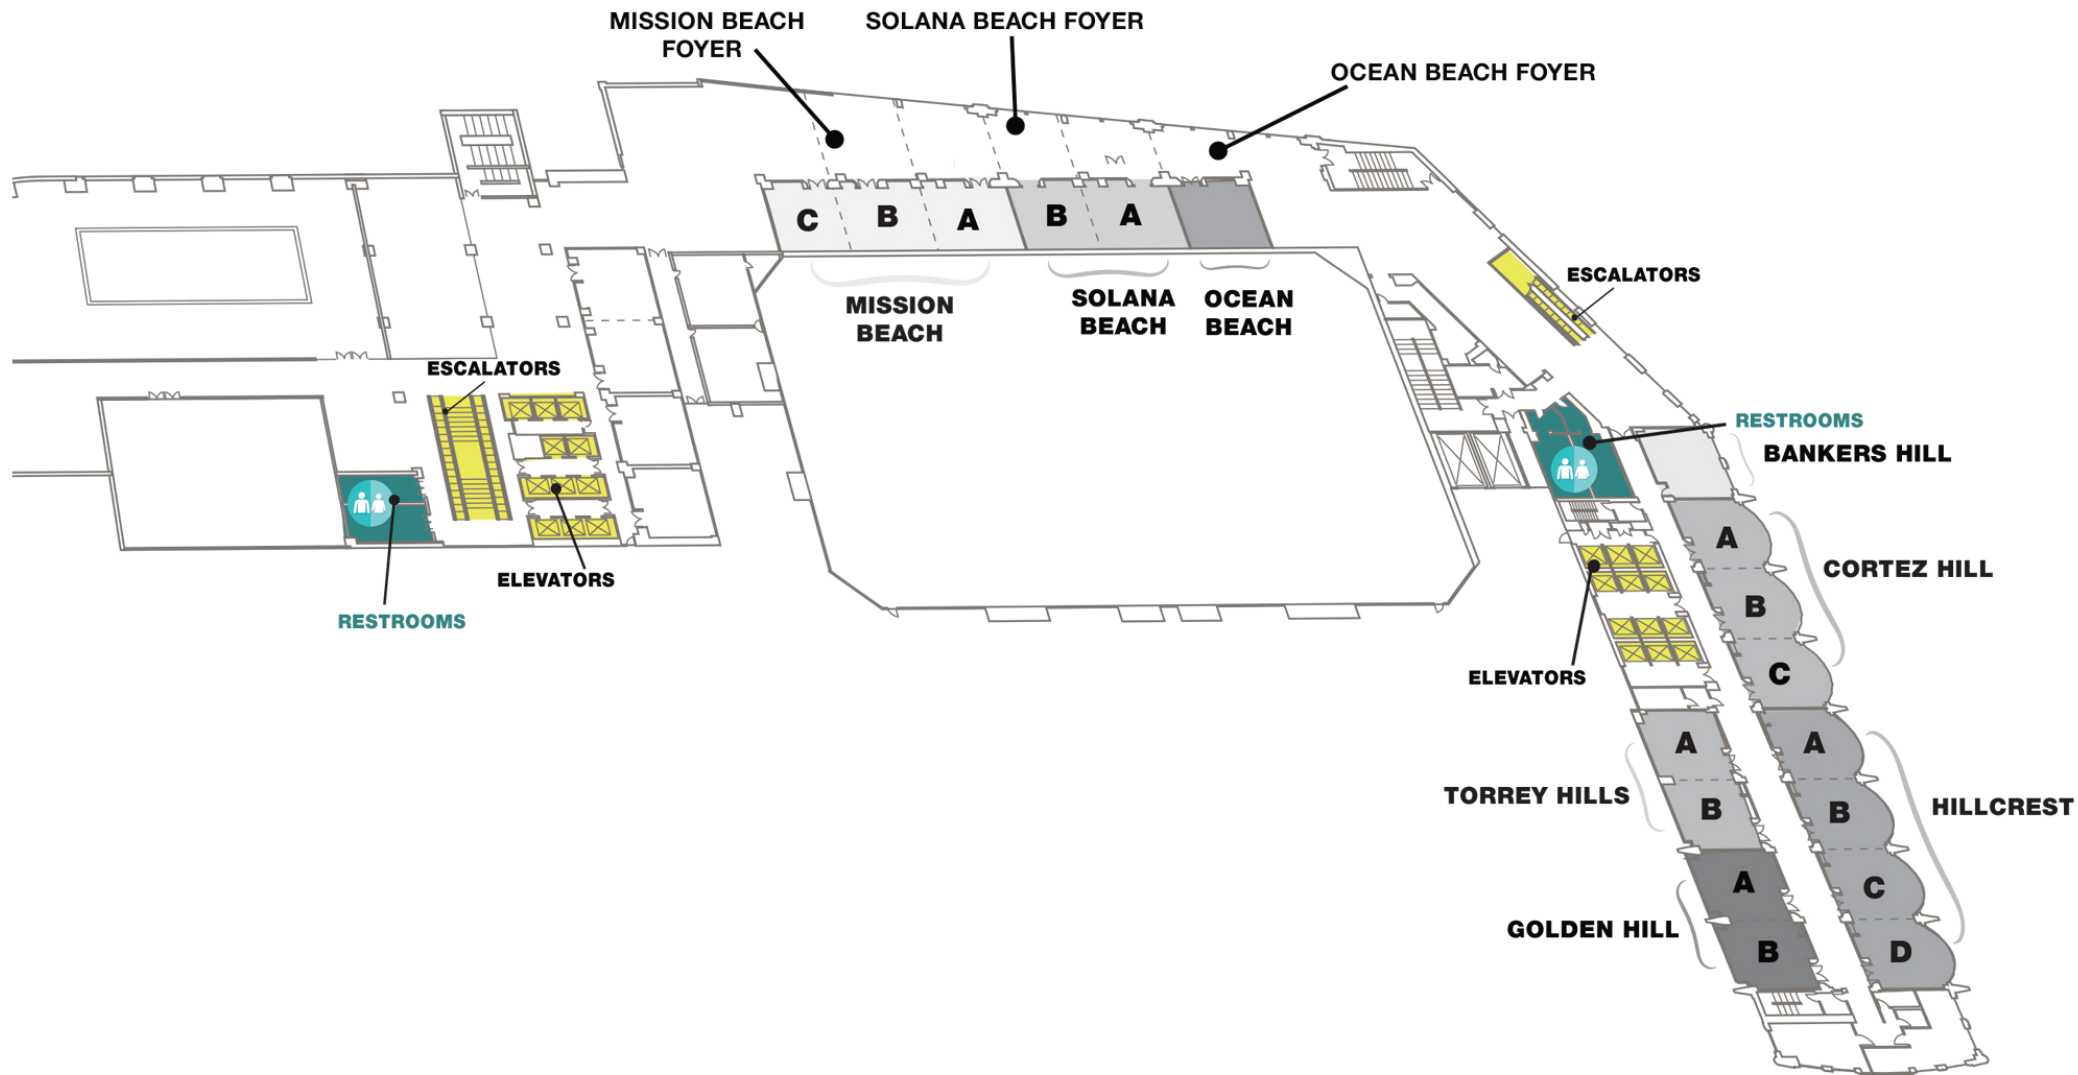 MISSION BEACH
FOYER
SOLANA BEACH FOYER
OCEAN BEACH FOYER
C
B
A
B
A
MISSION
BEACH
SOLANA
BEACH
OCEAN
BEACH
ESCALATORS
ESCALATORS
ELEVATORS
RESTROOMS
RESTROOMS
BANKERS HILL
A
B
C
CORTEZ HILL
ELEVATORS
A
B
TORREY HILLS
A
B
C
D
HILLCREST
A
B
GOLDEN HILL